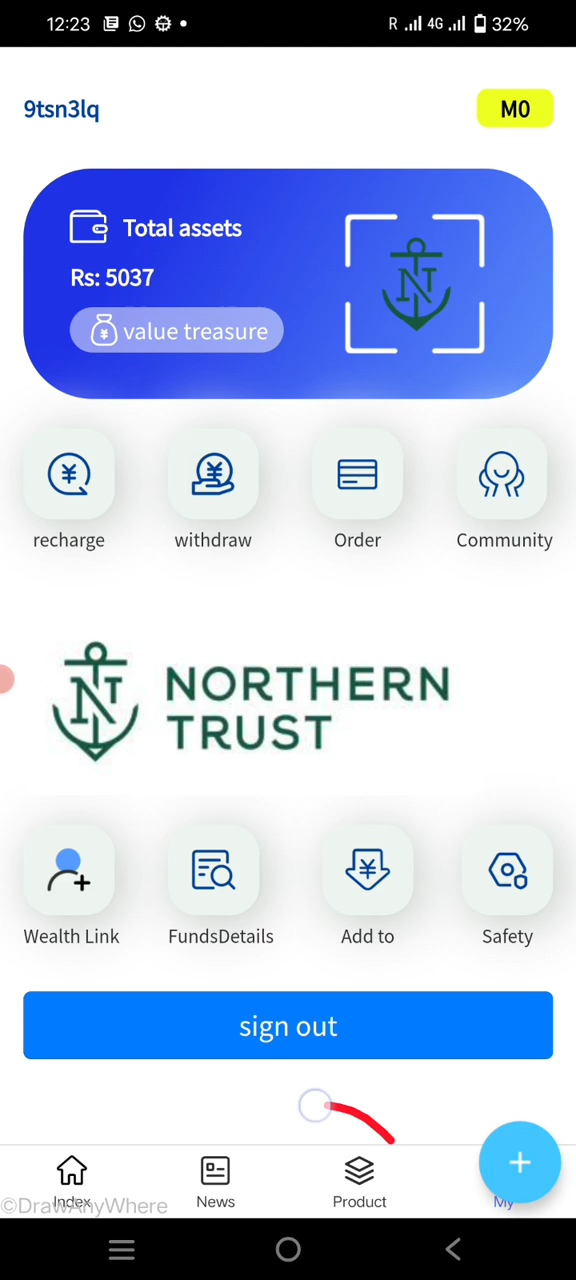 12:23 R 4G 32%
9tsn3lq M0
Total assets
Rs: 5037
¥ value treasure
N
¥ ¥
recharge withdraw Order Community
N NORTHERN
TRUST
¥
Wealth Link FundsDetails Add to Safety
sign out
Index News Product My
©DrawAnyWhere